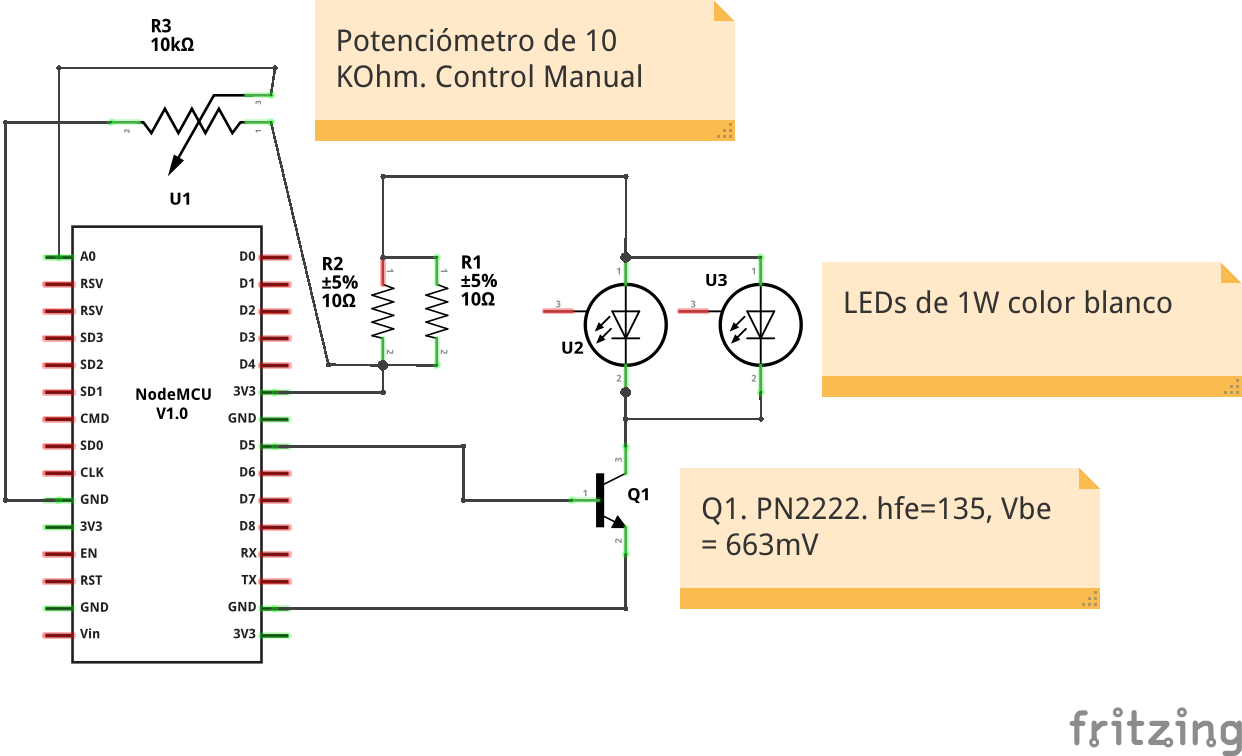 R3
10kΩ
Potenciómetro de 10
KOhm. Control Manual
3
2
1
U1
A0
RSV
RSV
SD3
SD2
SD1
CMD
SD0
CLK
GND
3V3
EN
RST
GND
Vin
NodeMCU
V1.0
D0
D1
D2
D3
D4
3V3
GND
D5
D6
D7
D8
RX
TX
GND
3V3
R2
±5%
10Ω
1
2
R1
±5%
10Ω
1
2
1
3
U2
2
1
U3
3
2
LEDs de 1W color blanco
3
1
Q1
2
Q1. PN2222. hfe=135, Vbe
= 663mV
fritzing